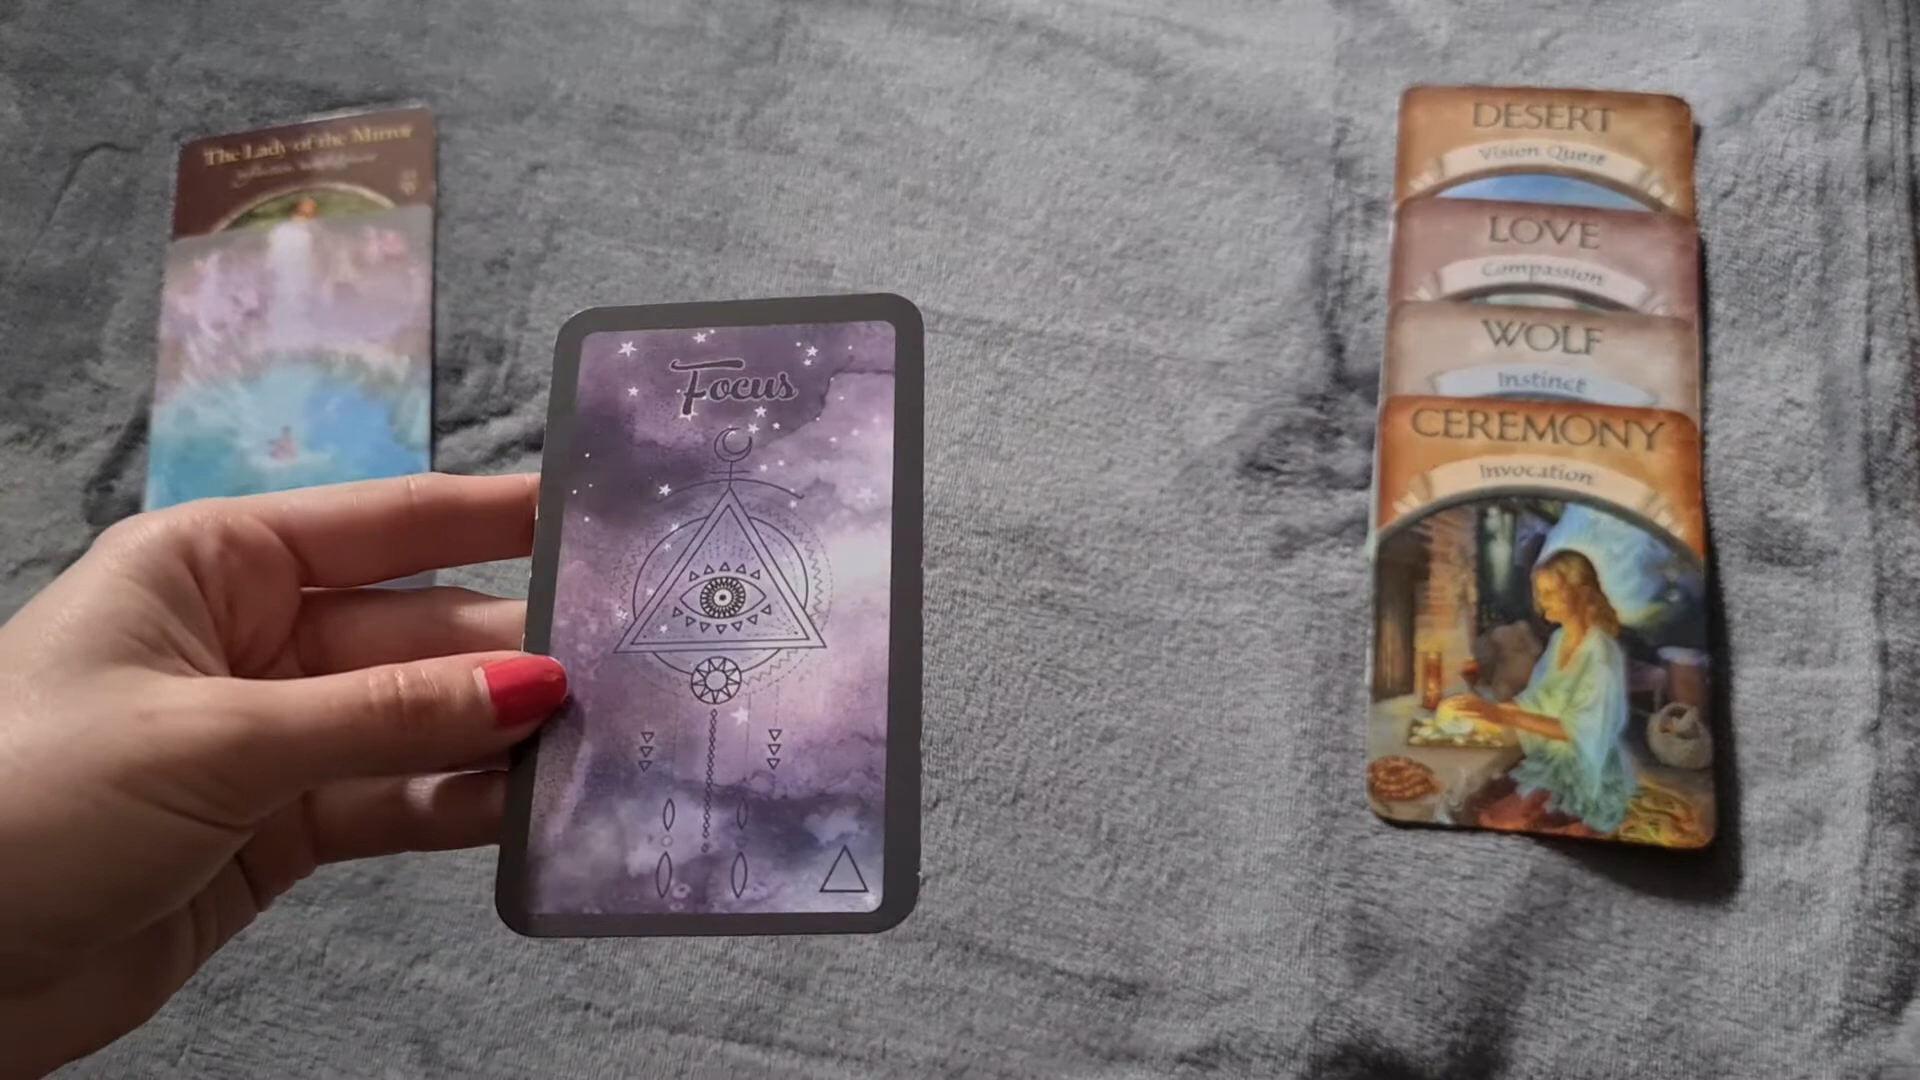 The Lady of the Mirror
Focus
DESERT
Vision Quest
LOVE
Compassion
WOLF
Instinct
CEREMONY
Invocation